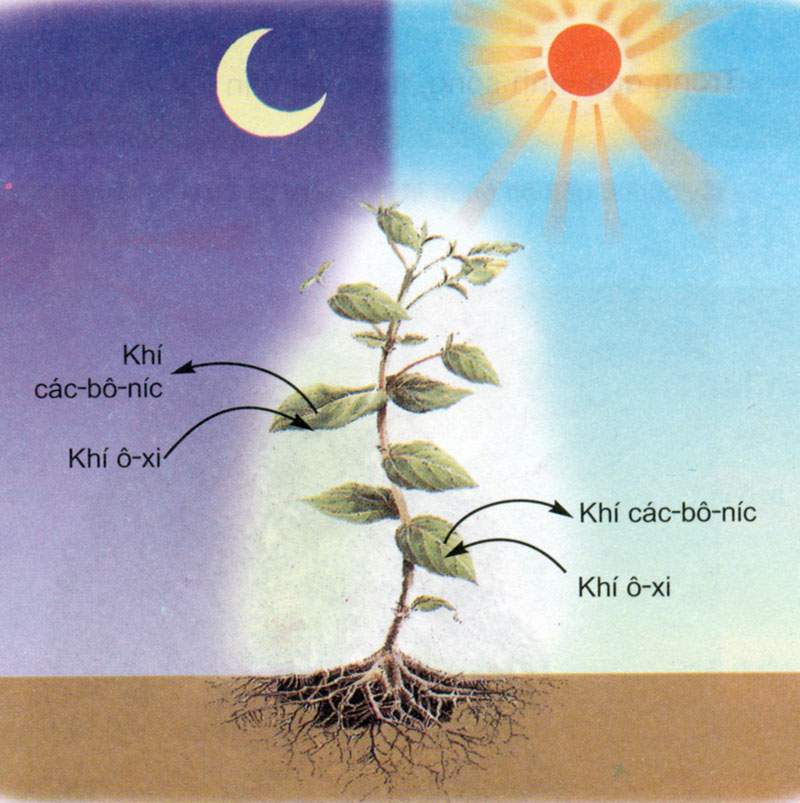 Khí
các-bô-níc
Khí ô-xi
Khí các-bô-níc
Khí ô-xi